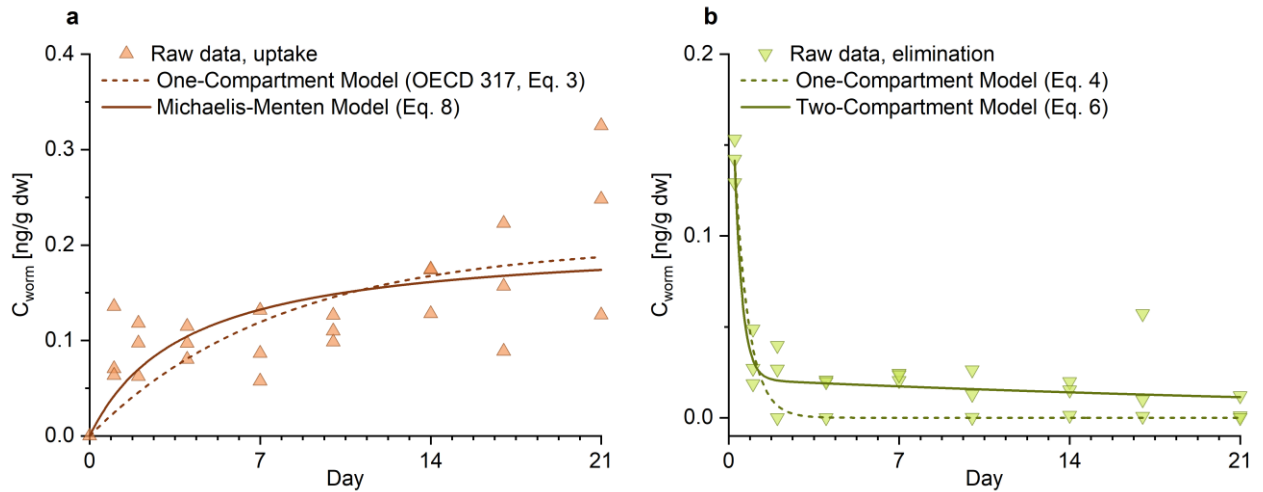 a
Raw data, uptake
One-Compartment Model (OECD 317, Eq. 3)
Michaelis-Menten Model (Eq. 8)
0.4
0.3
0.2
0.1
0.0
C_worm [ng/g dw]
0 7 14 21
Day
b
Raw data, elimination
One-Compartment Model (Eq. 4)
Two-Compartment Model (Eq. 6)
0.2
0.1
0.0
C_worm [ng/g dw]
0 7 14 21
Day